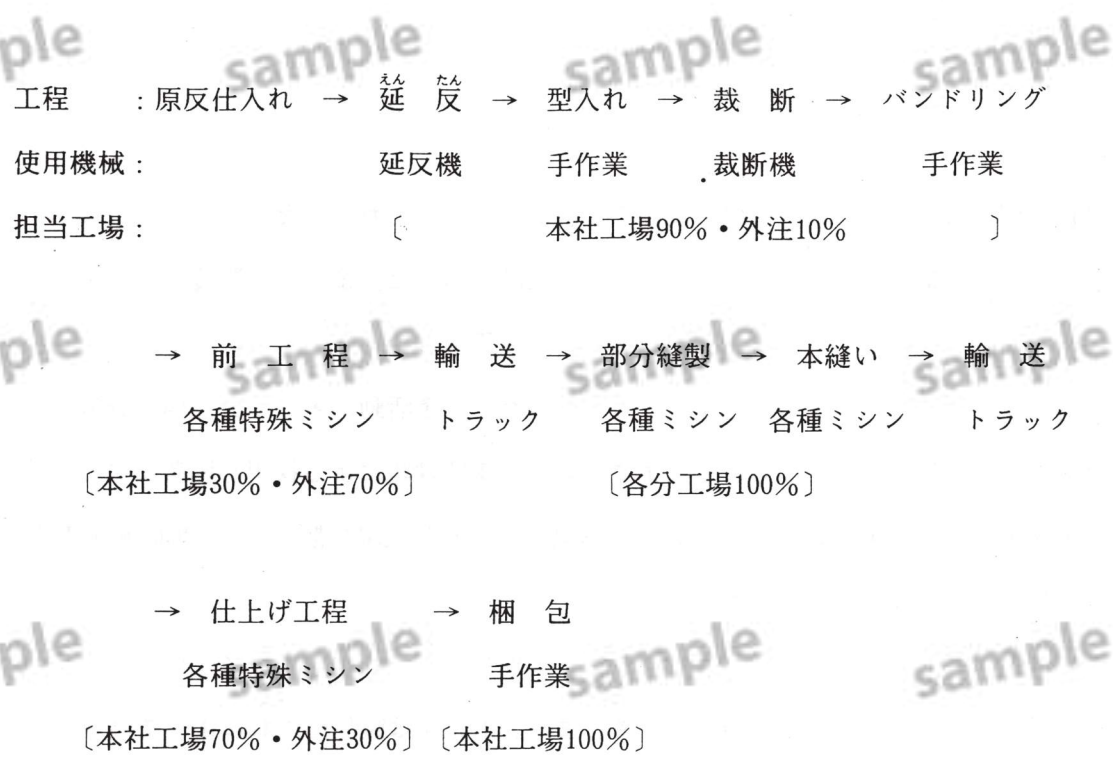 工程 : 原反仕入れ → 延反 → 型入れ → 裁断 → バンドリング
使用機械 : 延反機 手作業 裁断機 手作業
担当工場 : 〔 本社工場90%・外注10% 〕
→ 前工程 → 輸送 → 部分縫製 → 本縫い → 輸送
各種特殊ミシン トラック 各種ミシン 各種ミシン トラック
〔本社工場30%・外注70%〕 〔各分工場100%〕
→ 仕上げ工程 → 梱包
各種特殊ミシン 手作業
〔本社工場70%・外注30%〕 〔本社工場100%〕